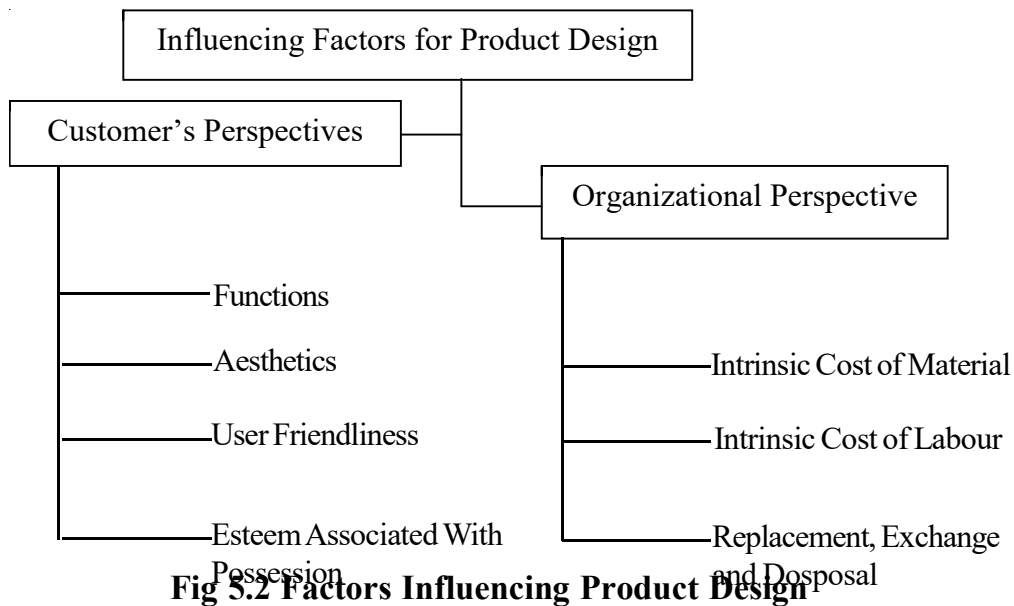 Influencing Factors for Product Design
Customer's Perspectives
Organizational Perspective
Functions
Aesthetics
User Friendliness
Esteem Associated With
Possession
Intrinsic Cost of Material
Intrinsic Cost of Labour
Replacement, Exchange
and Dosposal
Fig 5.2 Factors Influencing Product Design